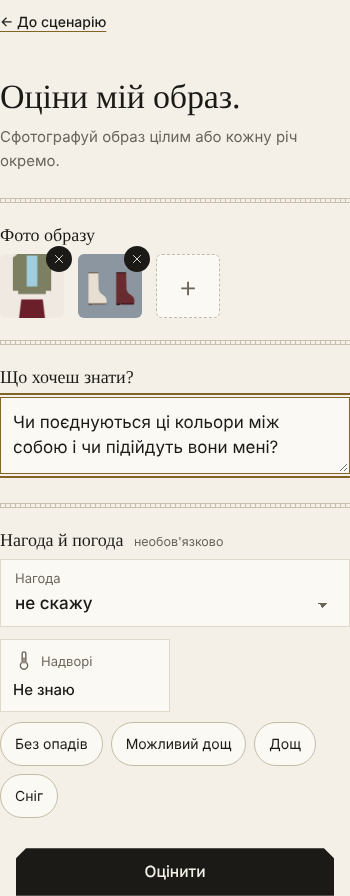 ← До сценарію
Оціни мій образ.
Сфотографуй образ цілим або кожну річ
окремо.
Фото образу
Що хочеш знати?
Чи поєднуються ці кольори між
собою і чи підійдуть вони мені?
Нагода й погода необов'язково
Нагода
не скажу
Надворі
Не знаю
Без опадів Можливий дощ Дощ
Сніг
Оцінити